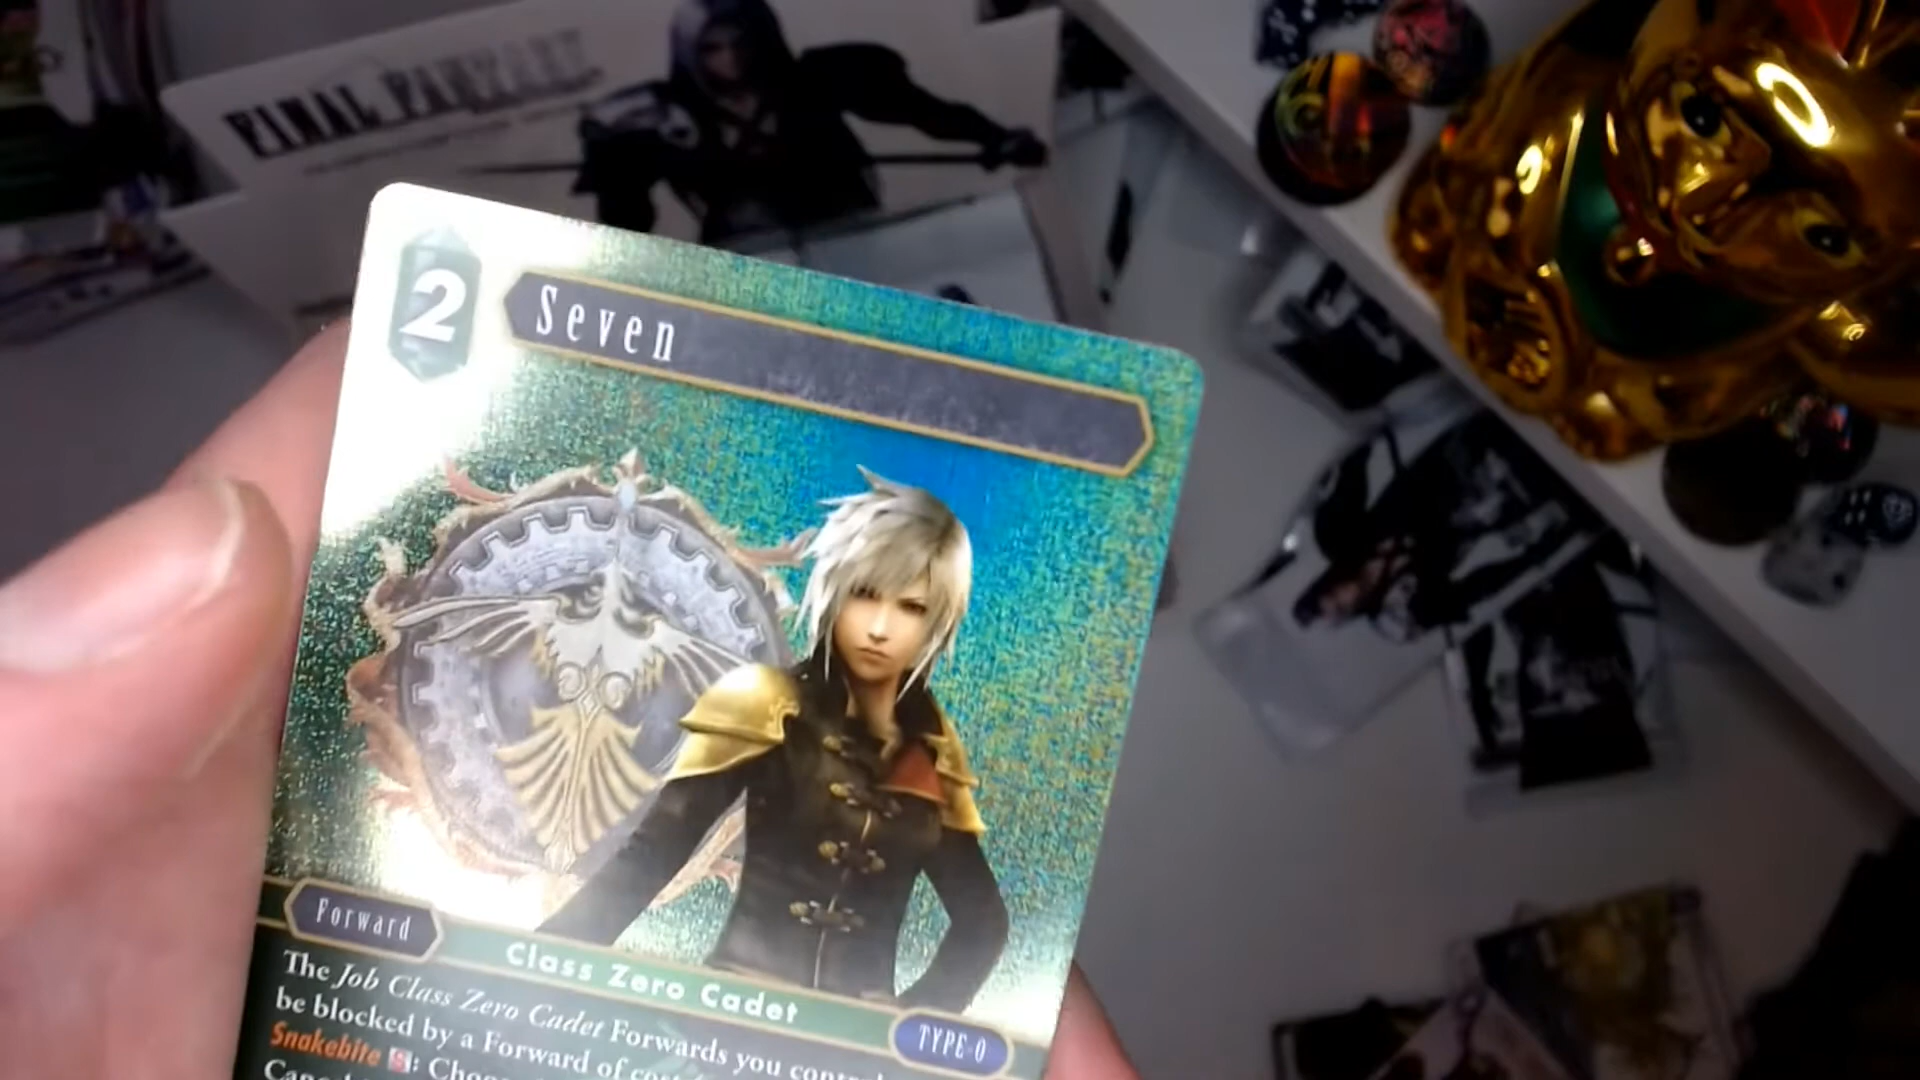 FINAL FANTASY
2
Seven
Forward
Class Zero Cadet
TYPE-0
The Job Class Zero Cadet Forwards you control
be blocked by a Forward of cost
Snakebite S: Choose